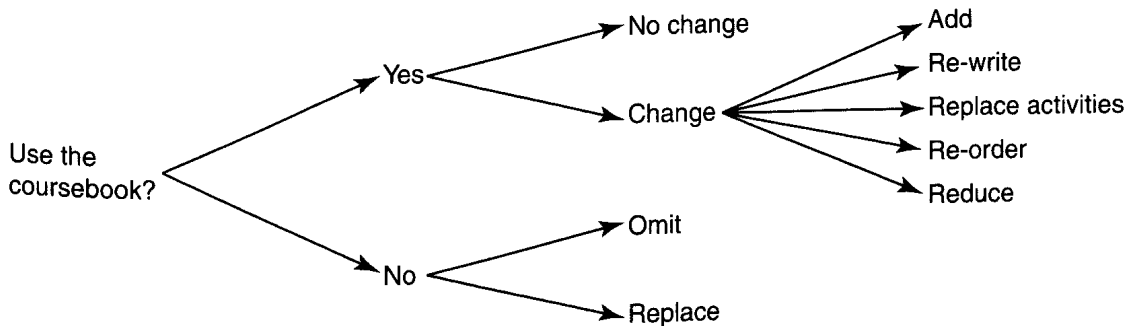 No change
Add
Yes
Re-write
Change
Replace activities
Use the
coursebook?
Re-order
Reduce
Omit
No
Replace